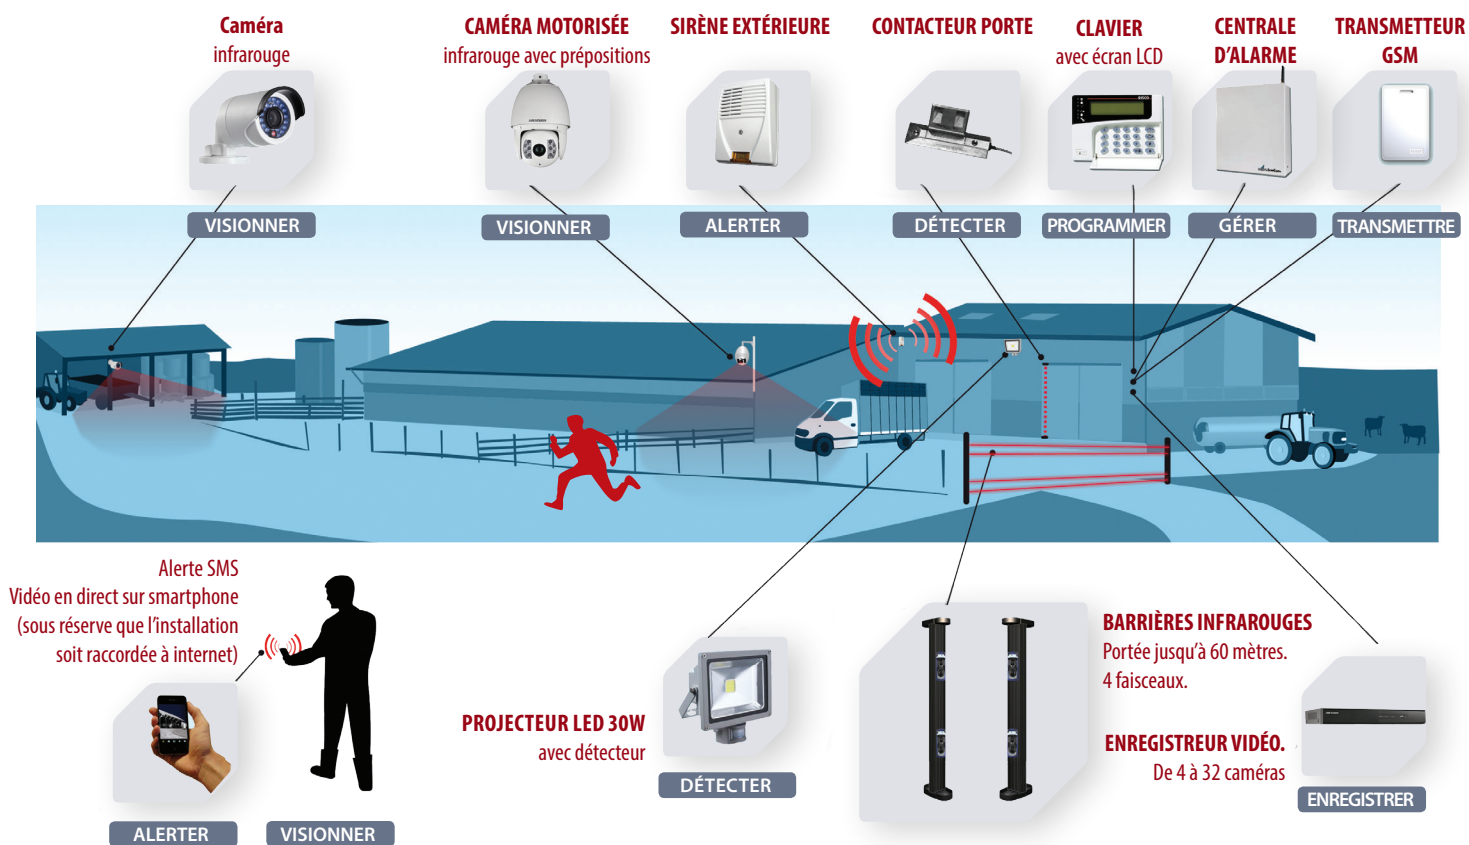 Caméra
infrarouge
VISIONNER
CAMÉRA MOTORISÉE
infrarouge avec prépositions
VISIONNER
SIRÈNE EXTÉRIEURE
ALERTER
CONTACTEUR PORTE
DÉTECTER
CLAVIER
avec écran LCD
PROGRAMMER
CENTRALE
D'ALARME
GÉRER
TRANSMETTEUR
GSM
TRANSMETTRE
Alerte SMS
Vidéo en direct sur smartphone
(sous réserve que l'installation
soit raccordée à internet)
ALERTER
VISIONNER
PROJECTEUR LED 30W
avec détecteur
DÉTECTER
BARRIÈRES INFRAROUGES
Portée jusqu'à 60 mètres.
4 faisceaux.
ENREGISTREUR VIDÉO.
De 4 à 32 caméras
ENREGISTRER